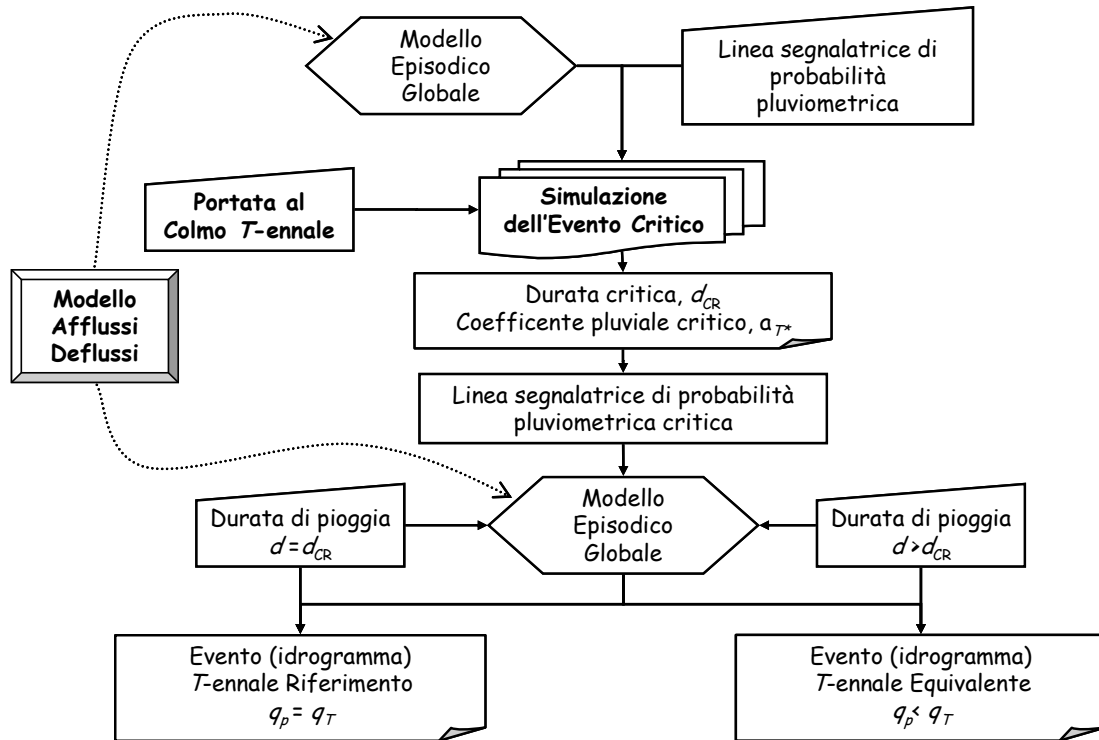 Modello
Episodico
Globale
Linea segnalatrice di
probabilità
pluviometrica
Portata al
Colmo T-ennale
Simulazione
dell'Evento Critico
Modello
Afflussi
Deflussi
Durata critica, dCR
Coefficente pluviale critico, aT*
Linea segnalatrice di probabilità
pluviometrica critica
Durata di pioggia
d = dCR
Modello
Episodico
Globale
Durata di pioggia
d > dCR
Evento (idrogramma)
T-ennale Riferimento
qp = qT
Evento (idrogramma)
T-ennale Equivalente
qp < qT